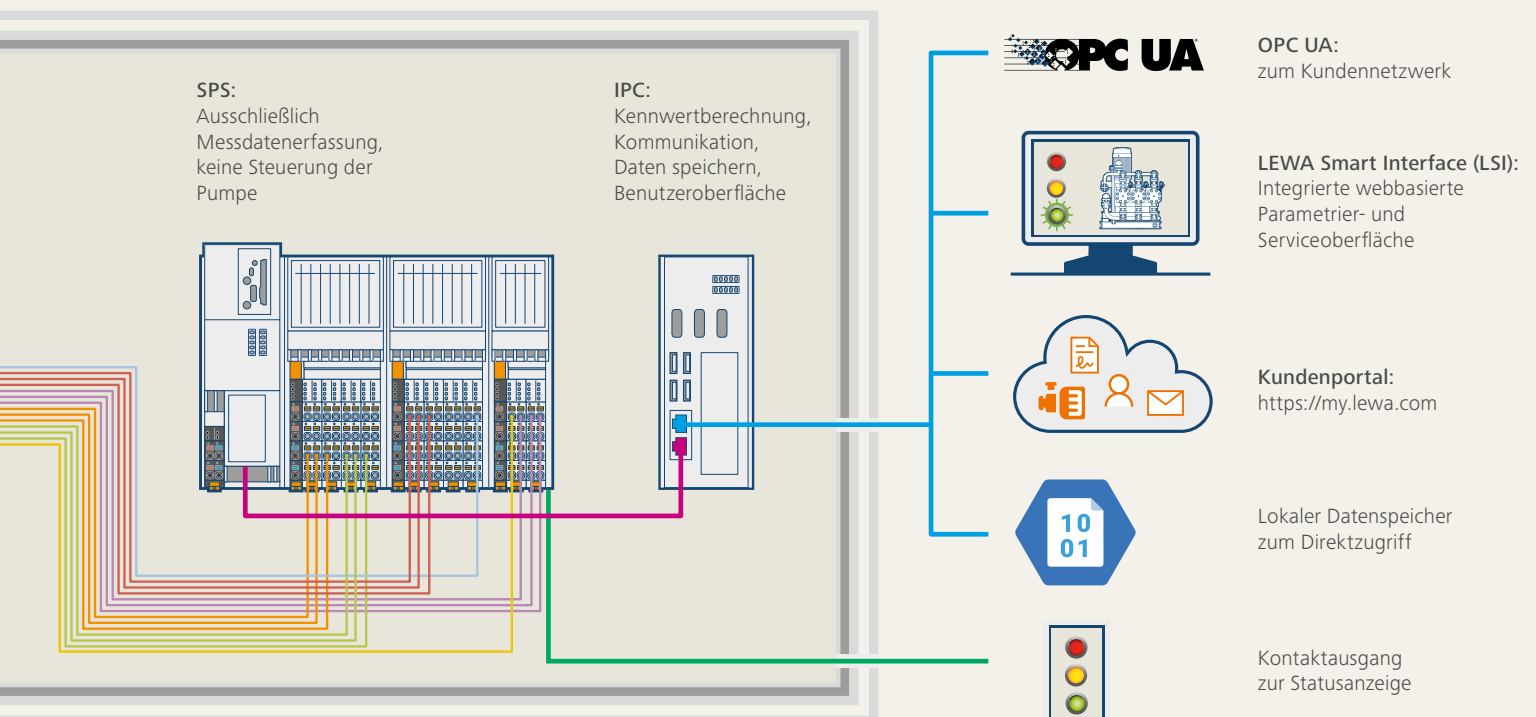 SPS:
Ausschließlich
Messdatenerfassung,
keine Steuerung der
Pumpe
IPC:
Kennwertberechnung,
Kommunikation,
Daten speichern,
Benutzeroberfläche
OPC UA
OPC UA:
zum Kundennetzwerk
LEWA Smart Interface (LSI):
Integrierte webbasierte
Parametrier- und
Serviceoberfläche
Kundenportal:
https://my.lewa.com
10
01
Lokaler Datenspeicher
zum Direktzugriff
Kontaktausgang
zur Statusanzeige